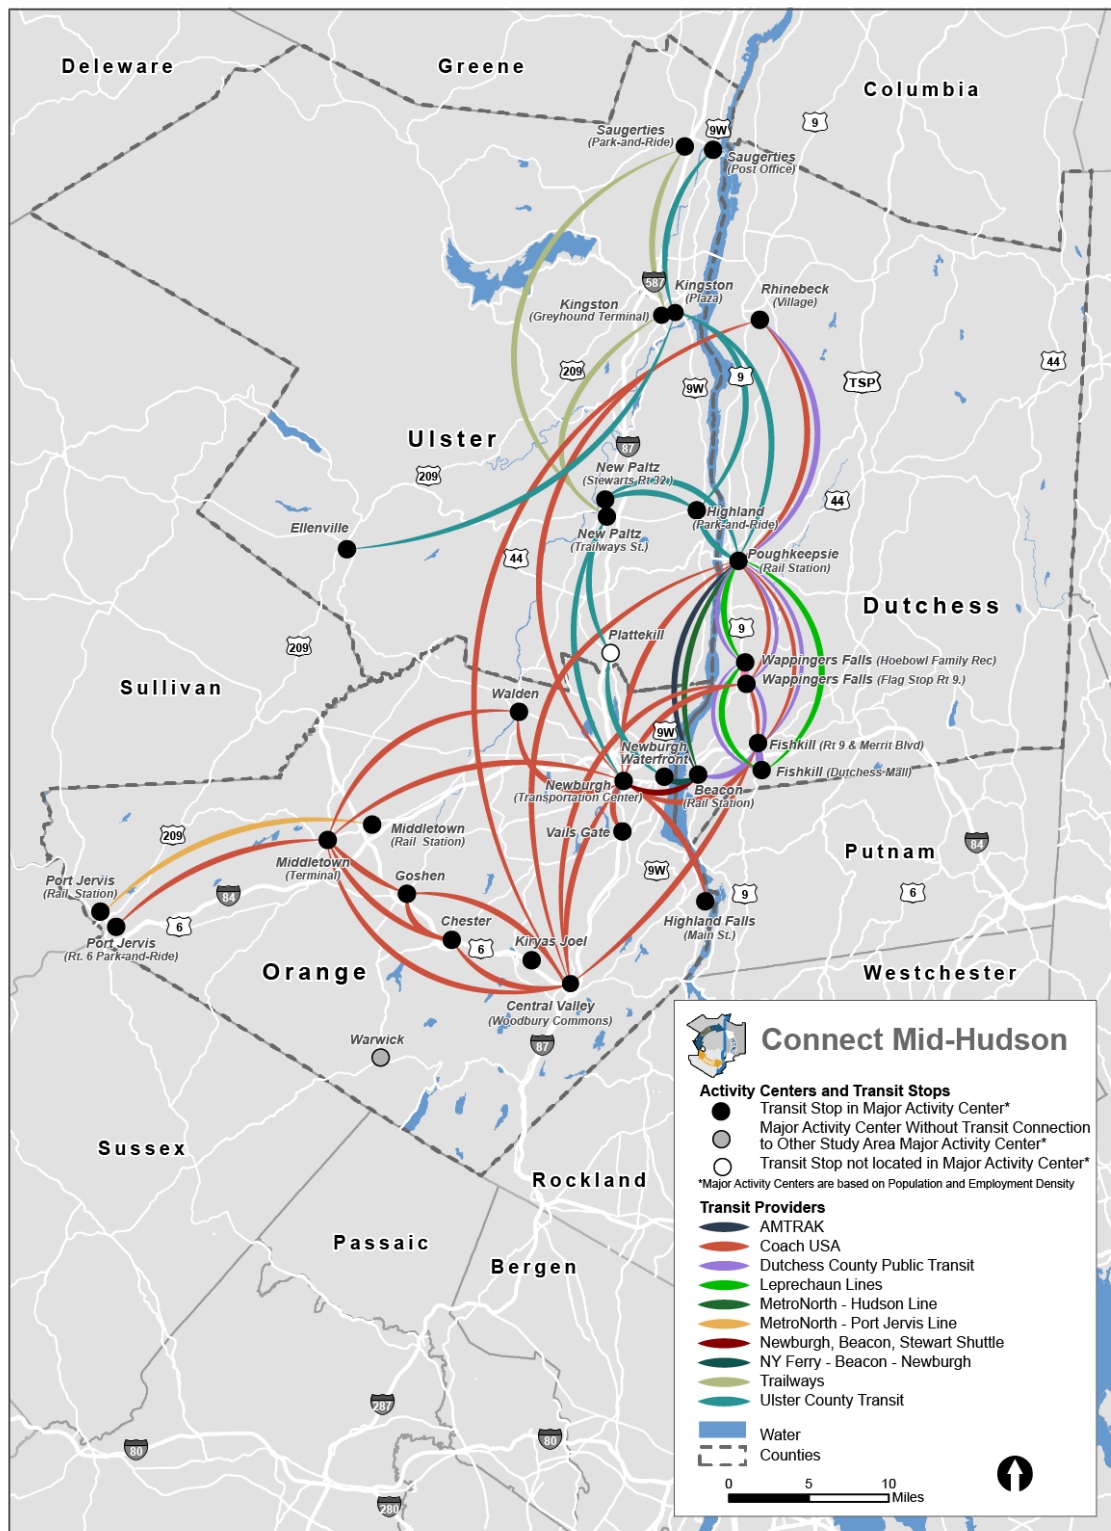 Deleware
Greene
Columbia
9
9W
Saugerties
(Park-and-Ride)
Saugerties
(Post Office)
587
Kingston
(Plaza)
Kingston
(Greyhound Terminal)
Rhinebeck
(Village)
209
9W
9
TSP
44
Ulster
87
209
New Paltz
(Stewarts Rt 32)
44
Highland
(Park-and-Ride)
Ellenville
New Paltz
(Trailways St.)
44
Poughkeepsie
(Rail Station)
Dutchess
209
Plattekill
9
Wappingers Falls (Hoebowl Family Rec)
Wappingers Falls (Flag Stop Rt 9.)
Sullivan
Walden
9W
Newburgh
Waterfront
Fishkill (Rt 9 & Merrit Blvd)
Fishkill (Dutchess Mall)
Newburgh
(Transportation Center)
Beacon
(Rail Station)
209
Middletown
(Rail Station)
Vails Gate
84
Putnam
Middletown
(Terminal)
Port Jervis
(Rail Station)
84
Goshen
9W
9
6
6
Chester
6
Highland Falls
(Main St.)
Port Jervis
(Rt. 6 Park-and-Ride)
Kiryas Joel
Orange
Westchester
Central Valley
(Woodbury Commons)
87
Warwick
Sussex
Rockland
Passaic
Bergen
287
80
80
280
Connect Mid-Hudson
Activity Centers and Transit Stops
Transit Stop in Major Activity Center*
Major Activity Center Without Transit Connection
to Other Study Area Major Activity Center*
Transit Stop not located in Major Activity Center*
*Major Activity Centers are based on Population and Employment Density
Transit Providers
AMTRAK
Coach USA
Dutchess County Public Transit
Leprechaun Lines
MetroNorth - Hudson Line
MetroNorth - Port Jervis Line
Newburgh, Beacon, Stewart Shuttle
NY Ferry - Beacon - Newburgh
Trailways
Ulster County Transit
Water
Counties
0 5 10
Miles